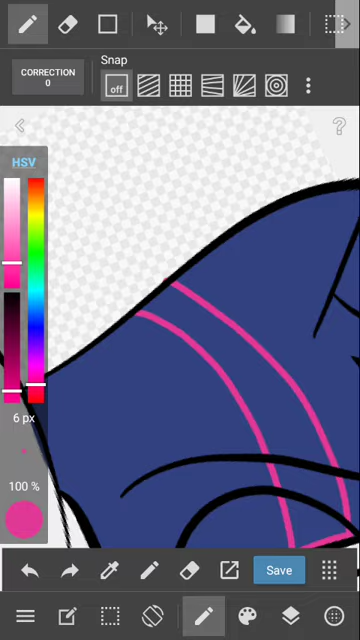 CORRECTION
0
Snap
off
?
HSV
6 px
100 %
Save